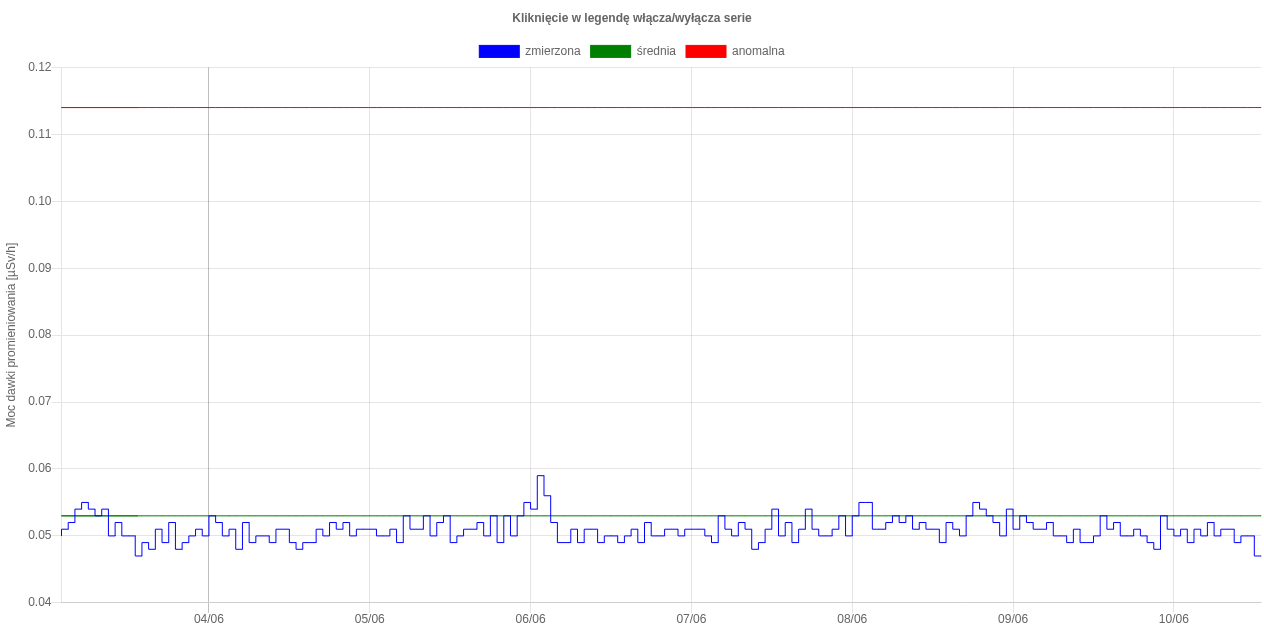 Kliknięcie w legendę włącza/wyłącza serie
zmierzona średnia anomalna
Moc dawki promieniowania [µSv/h]
0.12
0.11
0.10
0.09
0.08
0.07
0.06
0.05
0.04
04/06 05/06 06/06 07/06 08/06 09/06 10/06